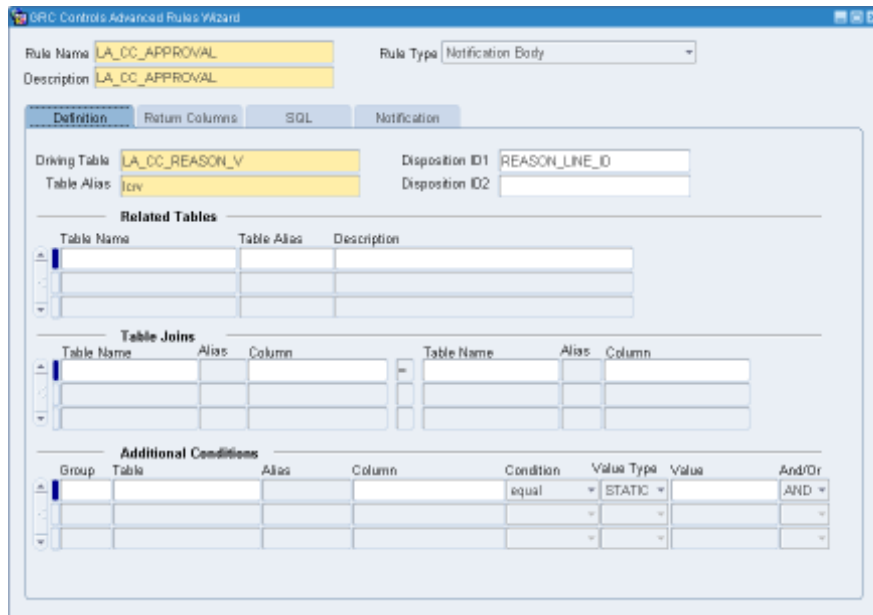 GRC Controls Advanced Rules Wizard
Rule Name LA_CC_APPROVAL Rule Type Notification Body
Description LA_CC_APPROVAL
Definition Return Columns SQL Notification
Driving Table LA_CC_REASON_V Disposition ID1 REASON_LINE_ID
Table Alias lcrv Disposition ID2
Related Tables
Table Name Table Alias Description
Table Joins
Table Name Alias Column Table Name Alias Column
=
Additional Conditions
Group Table Alias Column Condition Value Type Value And/Or
equal STATIC AND